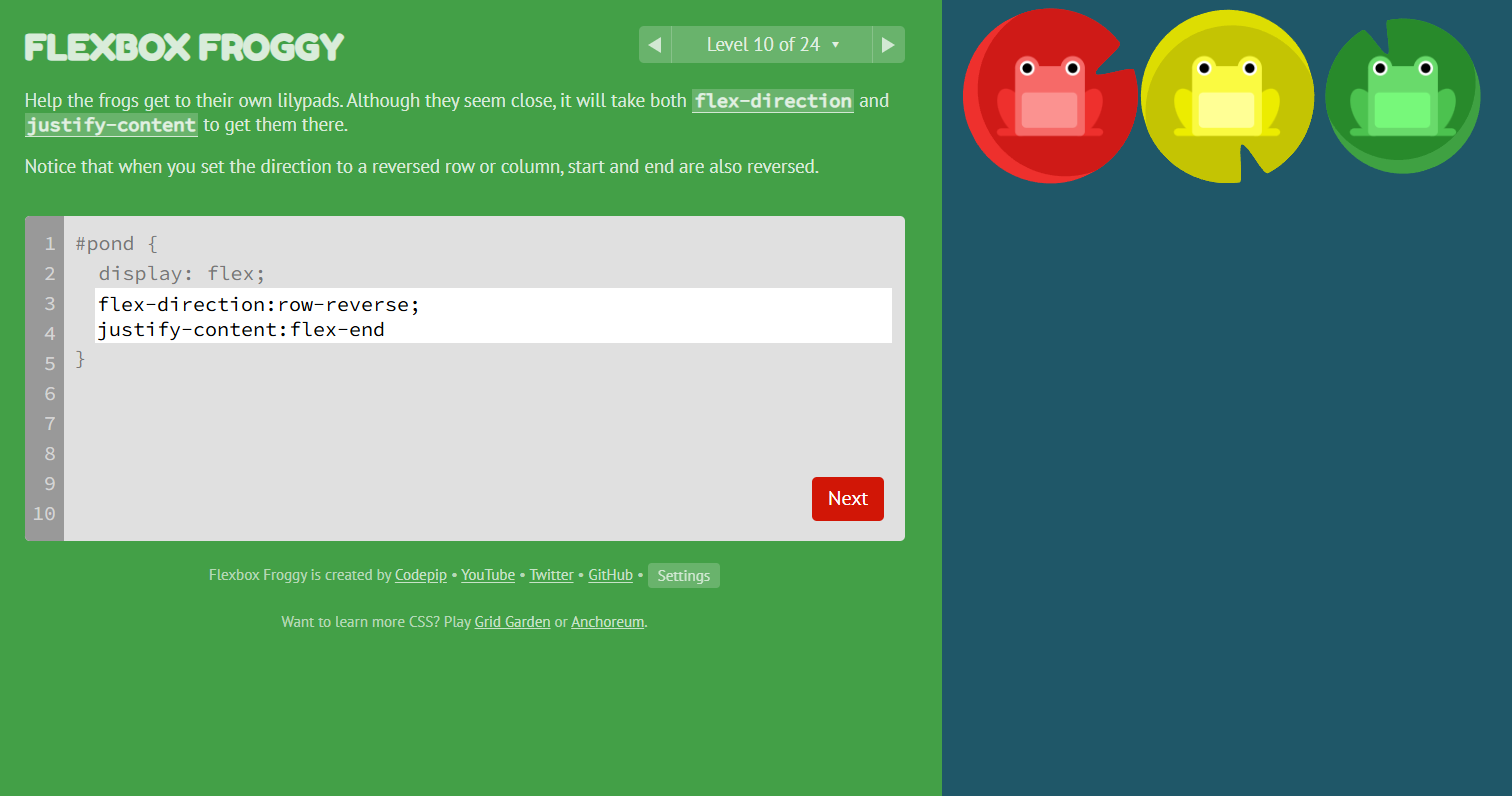 FLEXBOX FROGGY
◀ Level 10 of 24 ▼ ▶
Help the frogs get to their own lilypads. Although they seem close, it will take both flex-direction and
justify-content to get them there.
Notice that when you set the direction to a reversed row or column, start and end are also reversed.
1 #pond {
2 display: flex;
3 flex-direction:row-reverse;
4 justify-content:flex-end
5 }
6
7
8
9
10
Next
Flexbox Froggy is created by Codepip • YouTube • Twitter • GitHub • Settings
Want to learn more CSS? Play Grid Garden or Anchoreum.